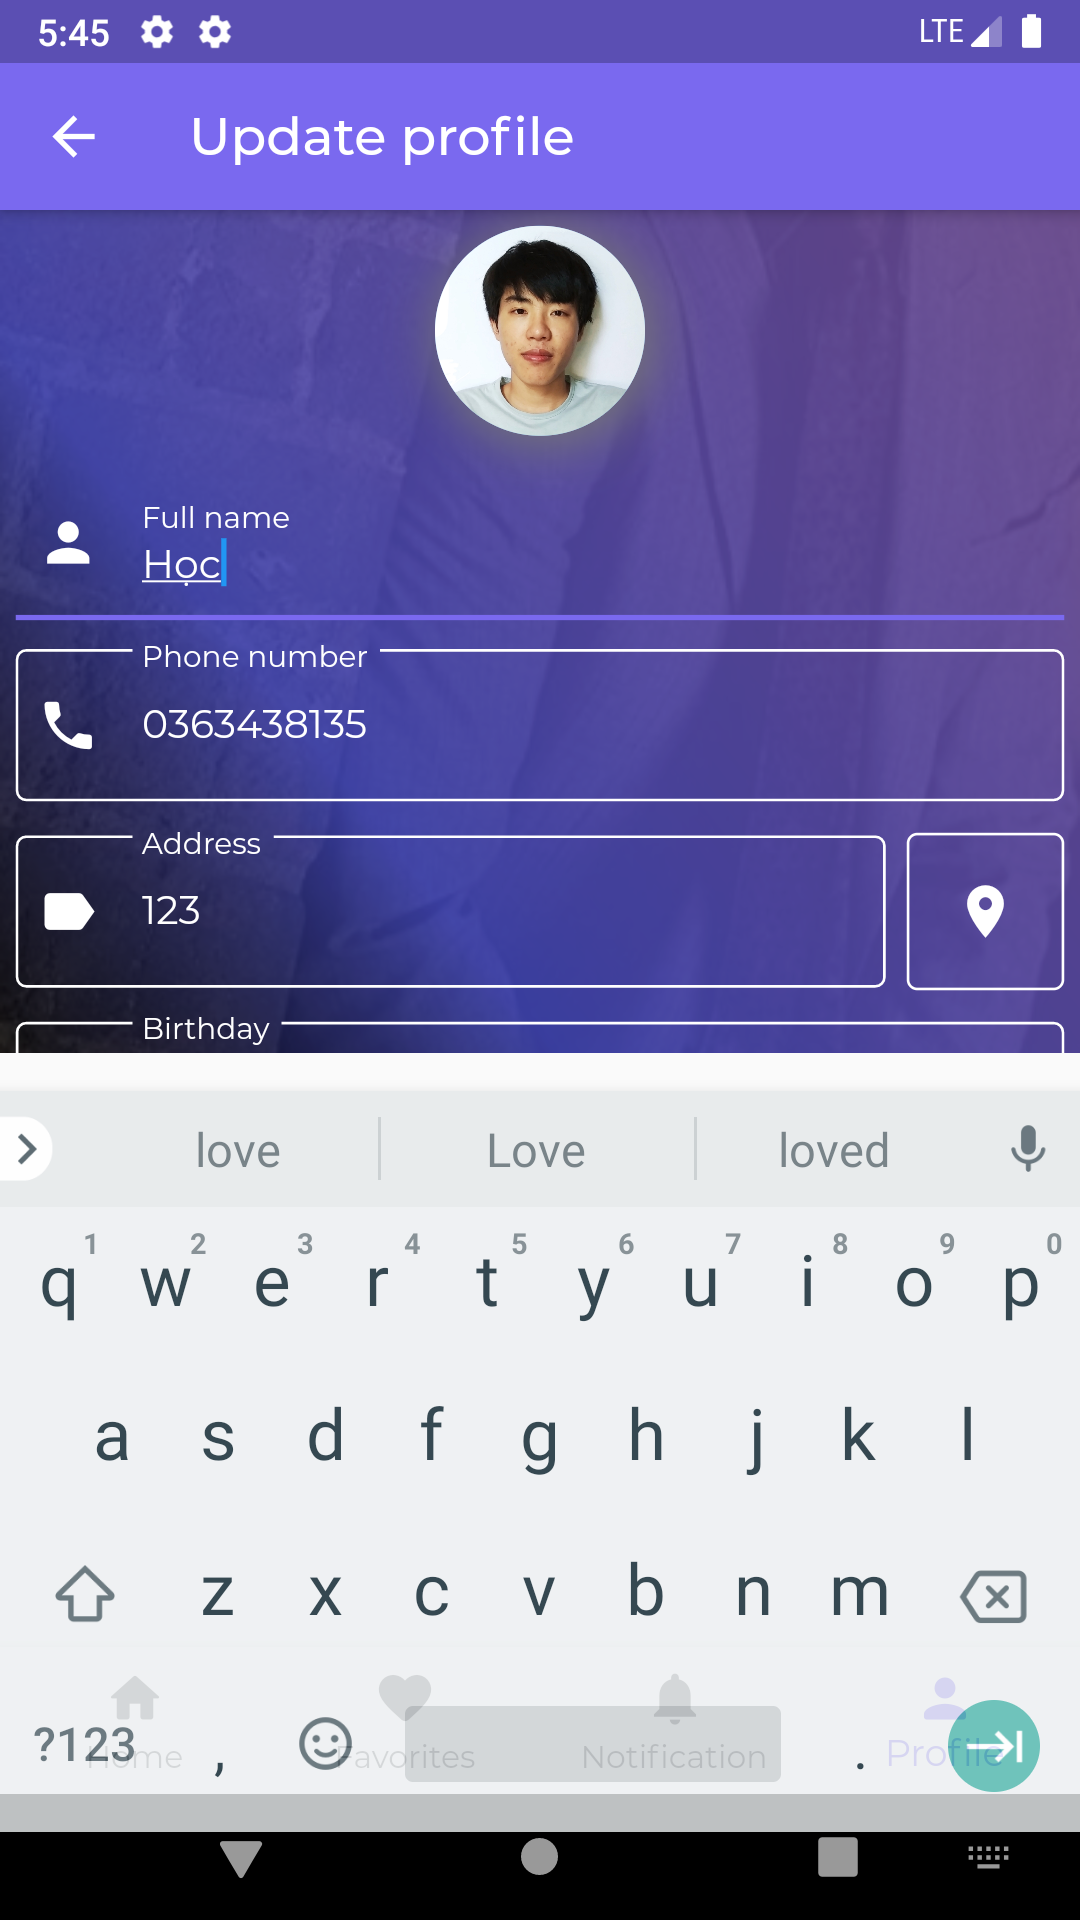 5:45 LTE
Update profile
Full name
Học
Phone number
0363438135
Address
123
Birthday
love Love loved
1 2 3 4 5 6 7 8 9 0
q w e r t y u i o p
a s d f g h j k l
z x c v b n m
?123 , .
Home Favorites Notification Profile